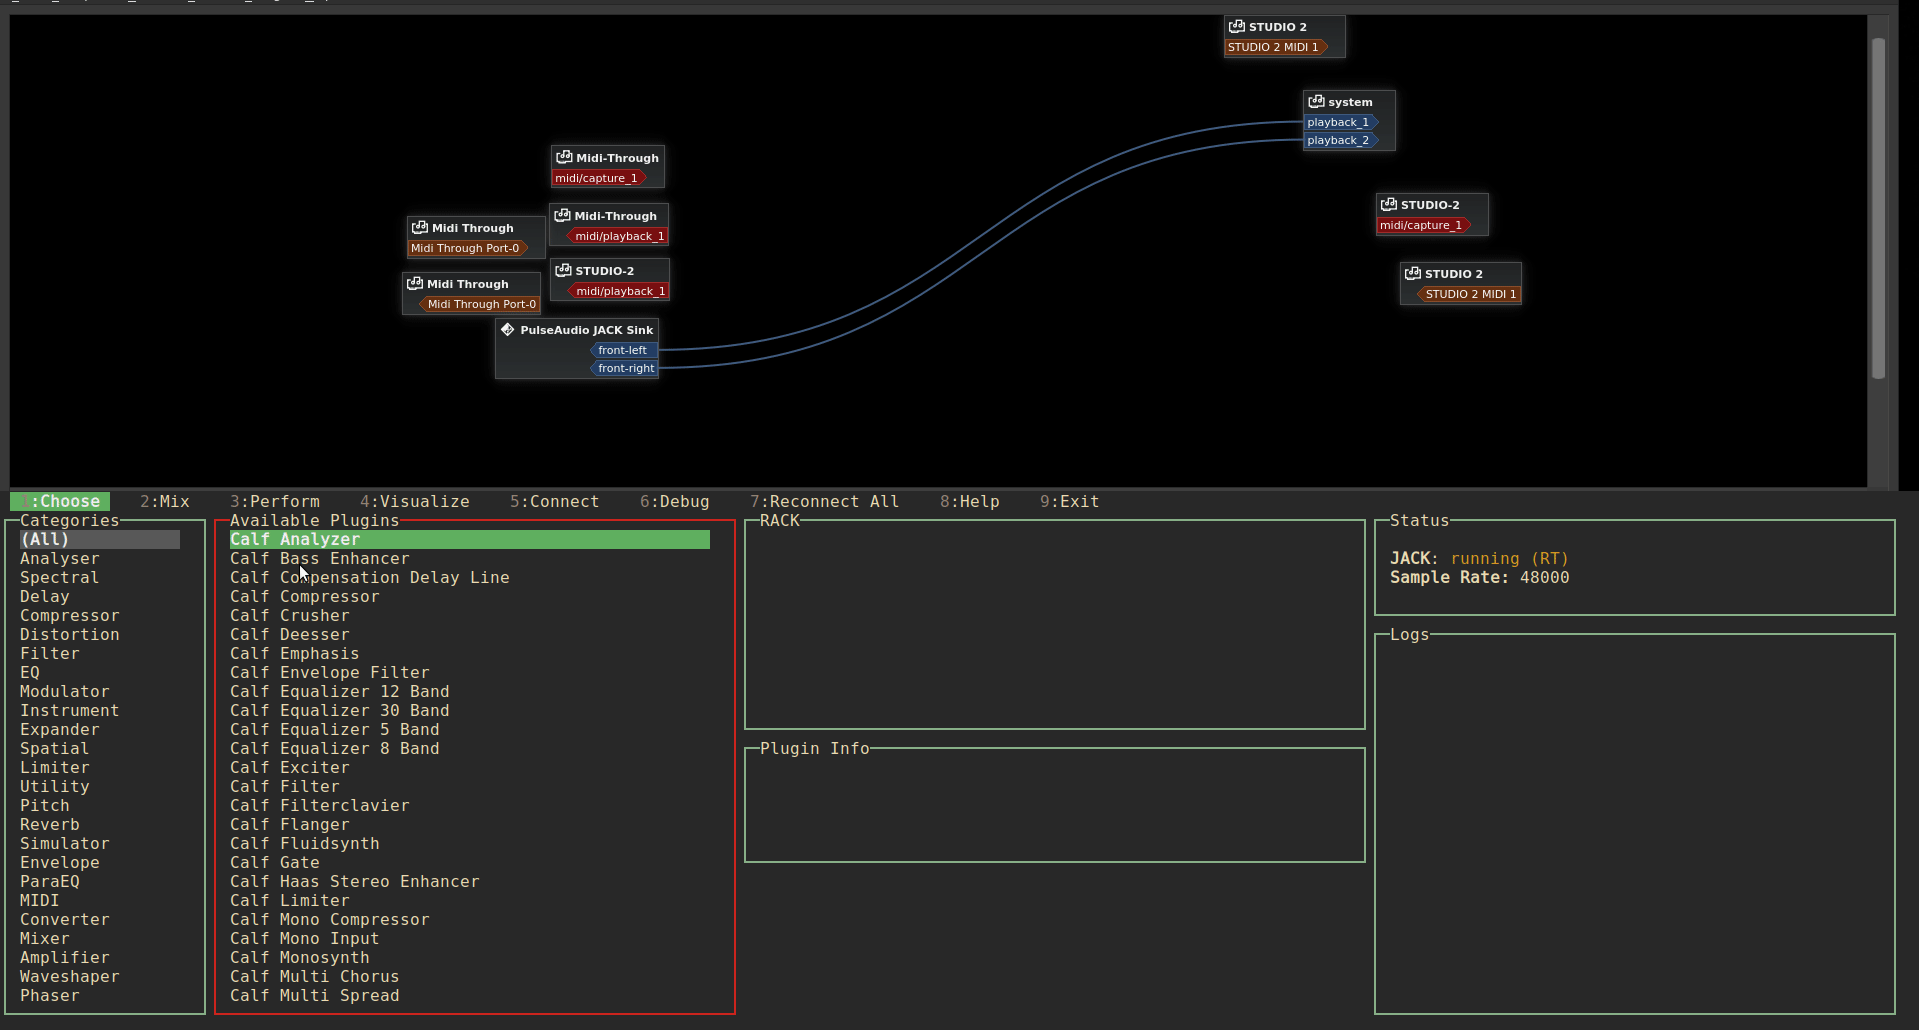 STUDIO 2
STUDIO 2 MIDI 1
system
playback_1
playback_2
Midi-Through
midi/capture_1
STUDIO-2
midi/capture_1
Midi-Through
midi/playback_1
Midi Through
Midi Through Port-0
STUDIO-2
midi/playback_1
STUDIO 2
STUDIO 2 MIDI 1
Midi Through
Midi Through Port-0
PulseAudio JACK Sink
front-left
front-right
1:Choose 2:Mix 3:Perform 4:Visualize 5:Connect 6:Debug 7:Reconnect All 8:Help 9:Exit
Categories
(All)
Analyser
Spectral
Delay
Compressor
Distortion
Filter
EQ
Modulator
Instrument
Expander
Spatial
Limiter
Utility
Pitch
Reverb
Simulator
Envelope
ParaEQ
MIDI
Converter
Mixer
Amplifier
Waveshaper
Phaser
Available Plugins
Calf Analyzer
Calf Bass Enhancer
Calf Compensation Delay Line
Calf Compressor
Calf Crusher
Calf Deesser
Calf Emphasis
Calf Envelope Filter
Calf Equalizer 12 Band
Calf Equalizer 30 Band
Calf Equalizer 5 Band
Calf Equalizer 8 Band
Calf Exciter
Calf Filter
Calf Filterclavier
Calf Flanger
Calf Fluidsynth
Calf Gate
Calf Haas Stereo Enhancer
Calf Limiter
Calf Mono Compressor
Calf Mono Input
Calf Monosynth
Calf Multi Chorus
Calf Multi Spread
RACK
Plugin Info
Status
JACK: running (RT)
Sample Rate: 48000
Logs